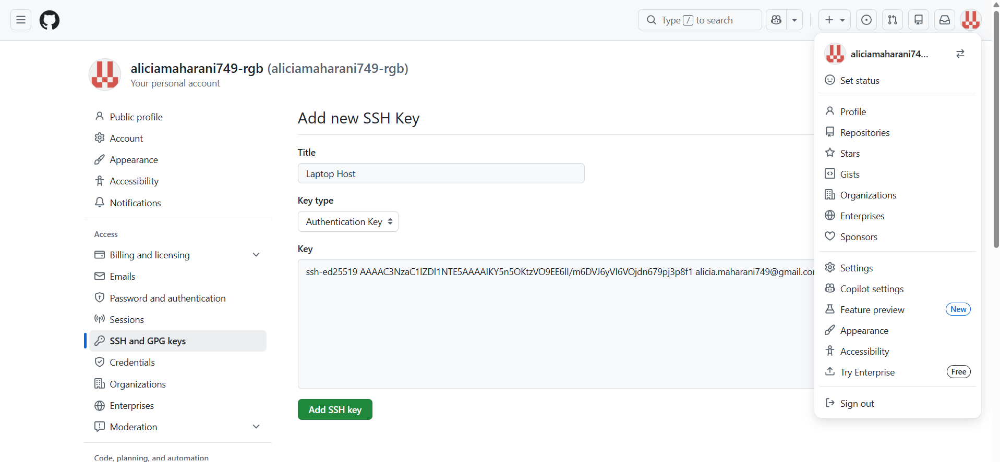 Type / to search
aliciamaharani749-rgb (aliciamaharani749-rgb)
Your personal account
Public profile
Account
Appearance
Accessibility
Notifications
Access
Billing and licensing
Emails
Password and authentication
Sessions
SSH and GPG keys
Credentials
Organizations
Enterprises
Moderation
Code, planning, and automation
Add new SSH Key
Title
Laptop Host
Key type
Authentication Key
Key
ssh-ed25519 AAAAC3NzaC1lZDI1NTE5AAAAIKY5n5OKtzVO9EE6lI/m6DVJ6yVI6VOjdn679pj3p8f1 alicia.maharani749@gmail.com
Add SSH key
aliciamaharani74...
Set status
Profile
Repositories
Stars
Gists
Organizations
Enterprises
Sponsors
Settings
Copilot settings
Feature preview New
Appearance
Accessibility
Try Enterprise Free
Sign out